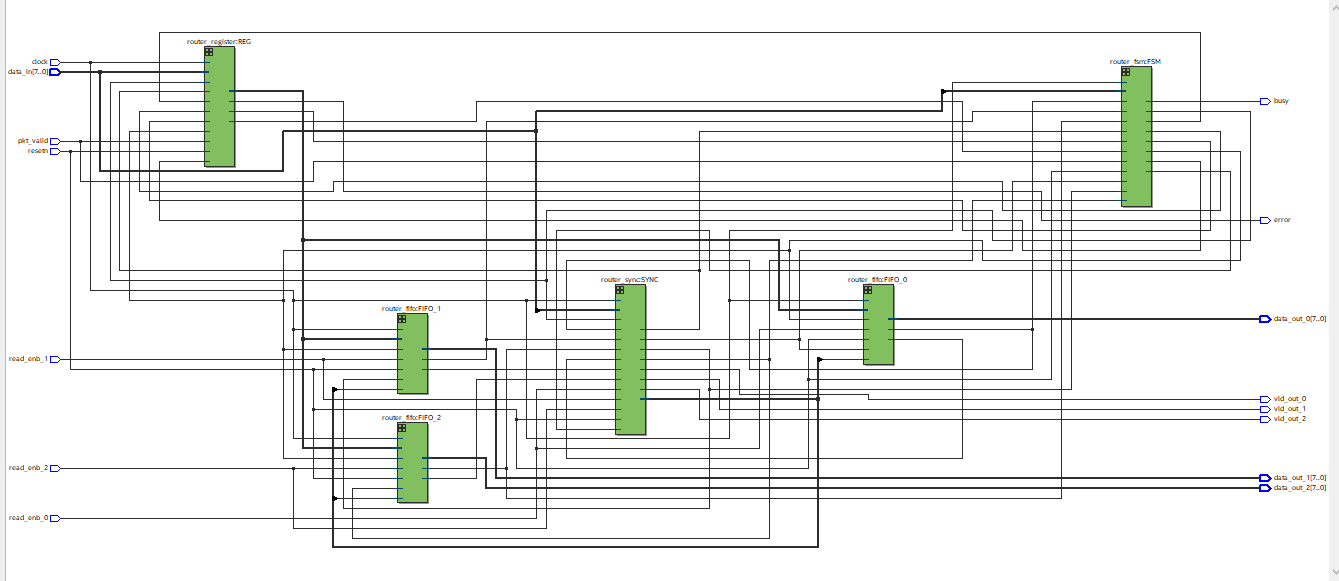 router_register:REG
clock
data_in[7..0]
pkt_valid
resetn
router_fsm:FSM
busy
error
router_sync:SYNC
router_fifo:FIFO_0
data_out_0[7..0]
router_fifo:FIFO_1
read_enb_1
vld_out_0
vld_out_1
vld_out_2
router_fifo:FIFO_2
read_enb_2
data_out_1[7..0]
data_out_2[7..0]
read_enb_0